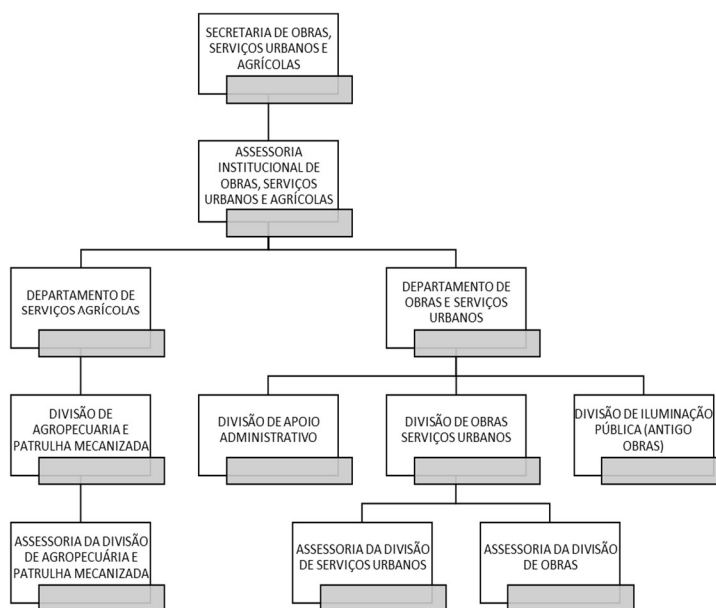 SECRETARIA DE OBRAS,
SERVIÇOS URBANOS E
AGRÍCOLAS
ASSESSORIA
INSTITUCIONAL DE
OBRAS, SERVIÇOS
URBANOS E AGRÍCOLAS
DEPARTAMENTO DE
SERVIÇOS AGRÍCOLAS
DEPARTAMENTO DE
OBRAS E SERVIÇOS
URBANOS
DIVISÃO DE
AGROPECUARIA E
PATRULHA MECANIZADA
DIVISÃO DE APOIO
ADMINISTRATIVO
DIVISÃO DE OBRAS
SERVIÇOS URBANOS
DIVISÃO DE ILUMINAÇÃO
PÚBLICA (ANTIGO
OBRAS)
ASSESSORIA DA DIVISÃO
DE AGROPECUÁRIA E
PATRULHA MECANIZADA
ASSESSORIA DA DIVISÃO
DE SERVIÇOS URBANOS
ASSESSORIA DA DIVISÃO
DE OBRAS